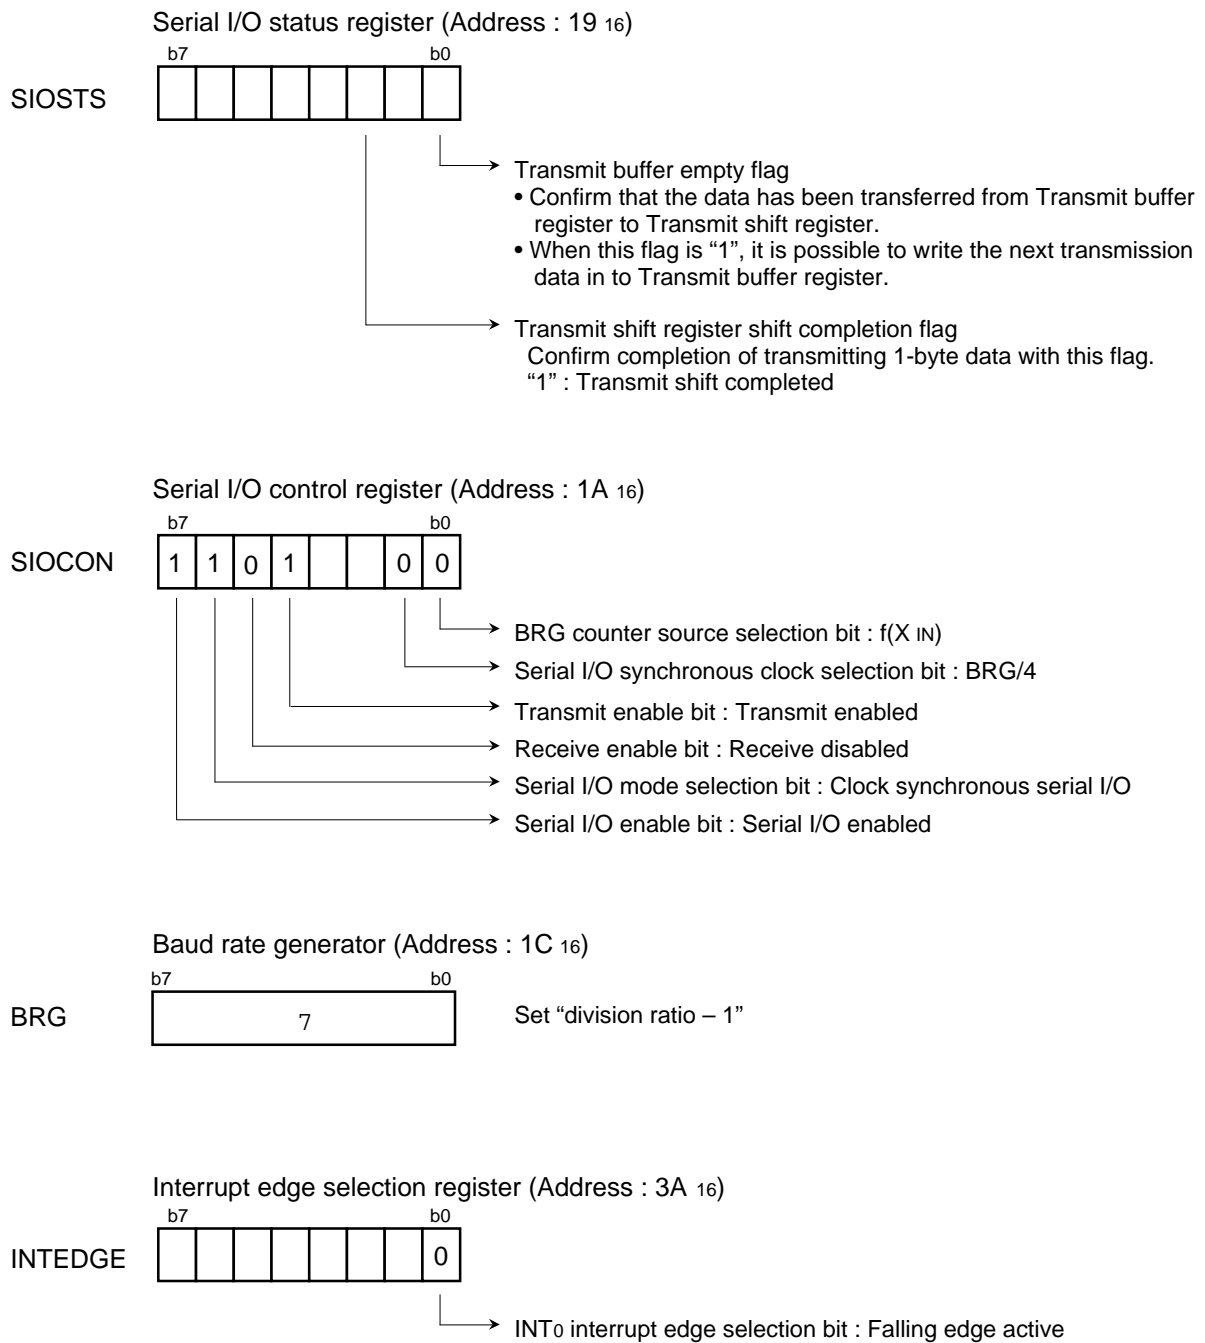 Serial I/O status register (Address : 19 16)
b7 b0
SIOSTS
Transmit buffer empty flag
• Confirm that the data has been transferred from Transmit buffer
register to Transmit shift register.
• When this flag is “1”, it is possible to write the next transmission
data in to Transmit buffer register.
Transmit shift register shift completion flag
Confirm completion of transmitting 1-byte data with this flag.
“1” : Transmit shift completed
Serial I/O control register (Address : 1A 16)
b7 b0
SIOCON 1 1 0 1 0 0
BRG counter source selection bit : f(X IN)
Serial I/O synchronous clock selection bit : BRG/4
Transmit enable bit : Transmit enabled
Receive enable bit : Receive disabled
Serial I/O mode selection bit : Clock synchronous serial I/O
Serial I/O enable bit : Serial I/O enabled
Baud rate generator (Address : 1C 16)
b7 b0
BRG 7 Set “division ratio – 1”
Interrupt edge selection register (Address : 3A 16)
b7 b0
INTEDGE 0
INT0 interrupt edge selection bit : Falling edge active